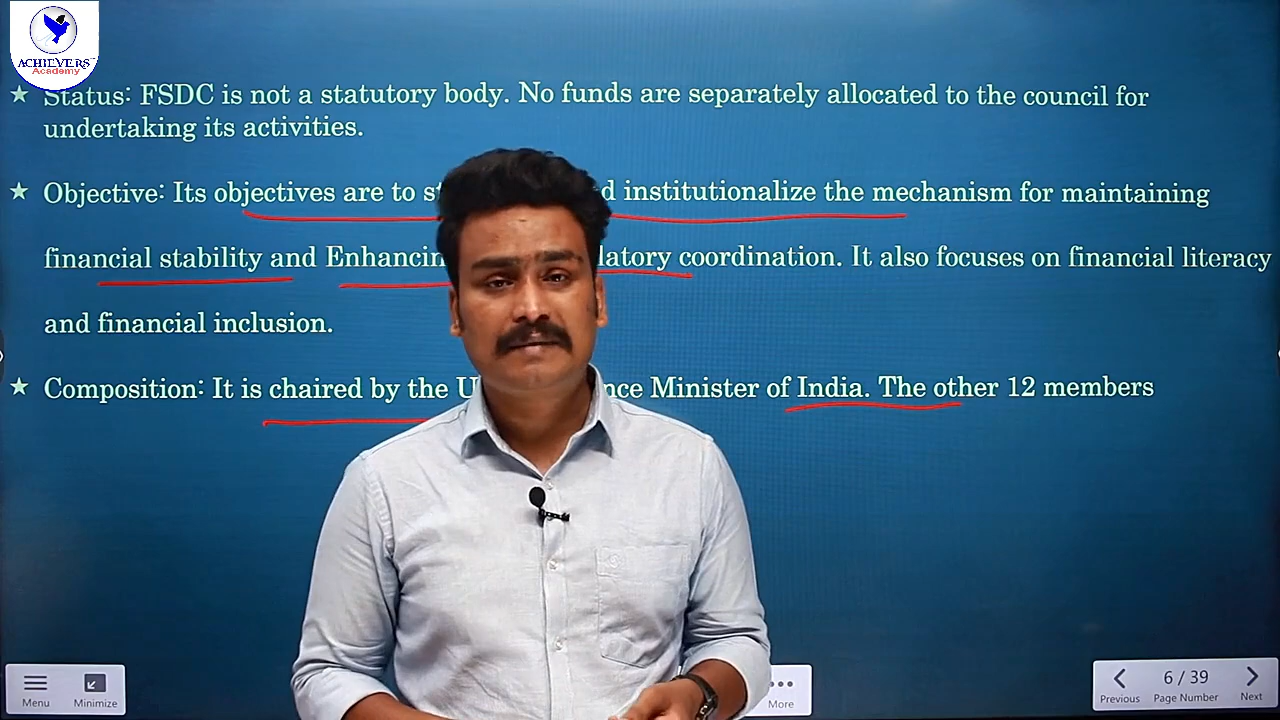 ACHIEVERS
Academy
Status: FSDC is not a statutory body. No funds are separately allocated to the council for
undertaking its activities.
Objective: Its objectives are to institutionalize the mechanism for maintaining
financial stability and coordination. It also focuses on financial literacy
and financial inclusion.
Composition: It is chaired by the Minister of India. The other 12 members
Menu
Minimize
More
Previous
6 / 39
Page Number
Next